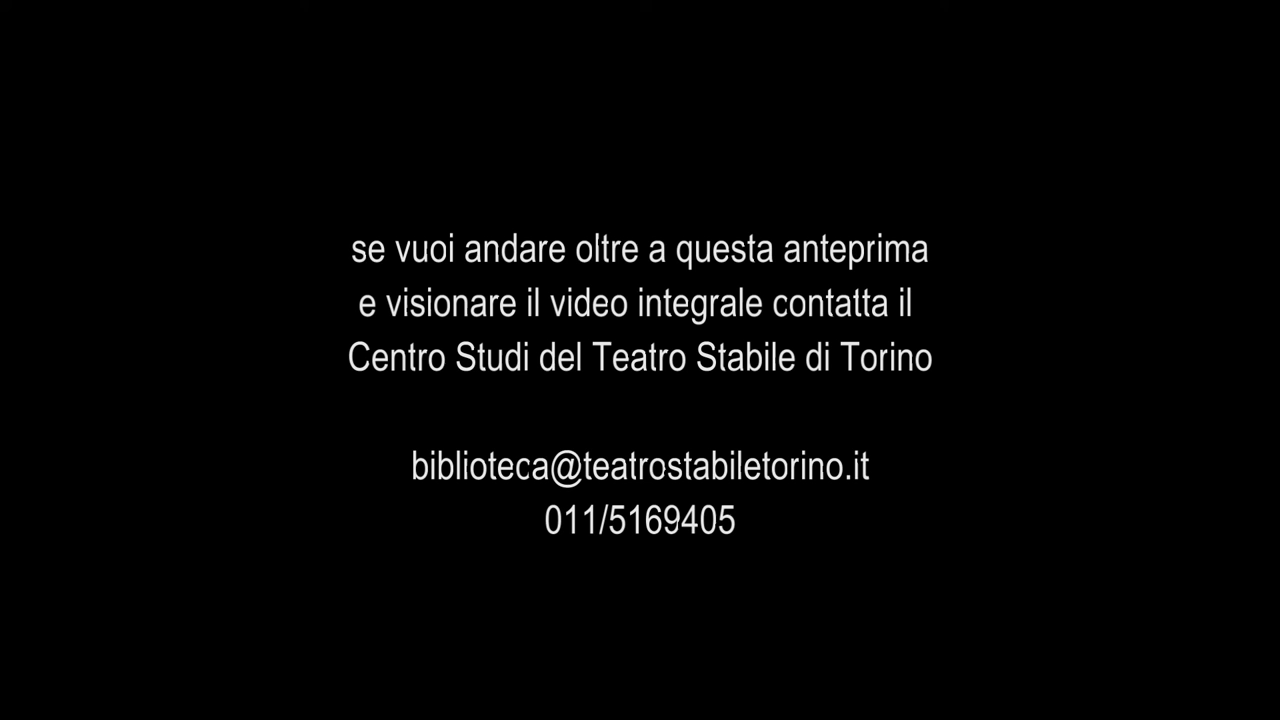 se vuoi andare oltre a questa anteprima
e visionare il video integrale contatta il
Centro Studi del Teatro Stabile di Torino
biblioteca@teatrostabiletorino.it
011/5169405